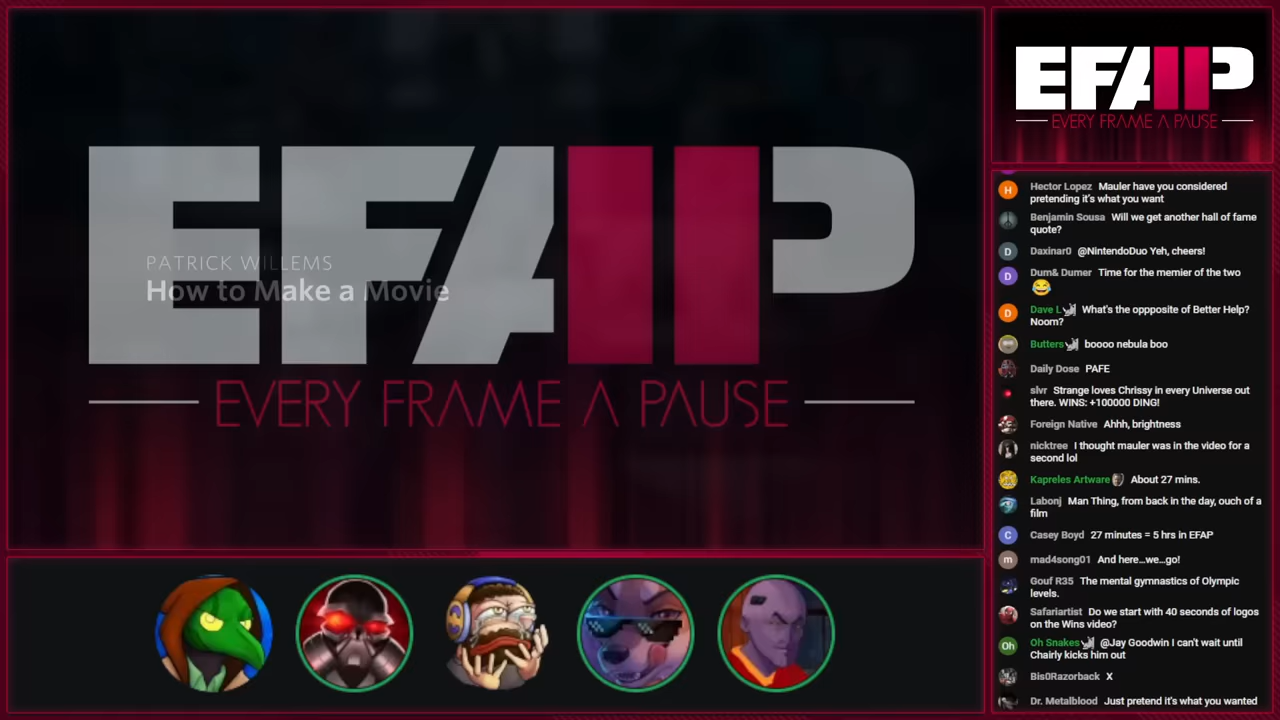 EFAP
PATRICK WILLEMS
How to Make a Movie
EVERY FRAME A PAUSE
EFAP
EVERY FRAME A PAUSE
Hector Lopez Mauler have you considered
pretending it's what you want
Benjamin Sousa Will we get another hall of fame
quote?
Daxinar0 @NintendoDuo Yeh, cheers!
Dum& Dumer Time for the memier of the two
😂
Dave L What's the oppposite of Better Help?
Noom?
Butters boooo nebula boo
Daily Dose PAFE
slvr Strange loves Chrissy in every Universe out
there. WINS: +100000 DING!
Foreign Native Ahhh, brightness
nicktree I thought mauler was in the video for a
second lol
Kapreles Artware About 27 mins.
Labonj Man Thing, from back in the day, ouch of a
film
Casey Boyd 27 minutes = 5 hrs in EFAP
mad4song01 And here…we…go!
Gouf R35 The mental gymnastics of Olympic
levels.
Safariartist Do we start with 40 seconds of logos
on the Wins video?
Oh Snakes @Jay Goodwin I can't wait until
Chairly kicks him out
Bis0Razorback X
Dr. Metalblood Just pretend it's what you wanted